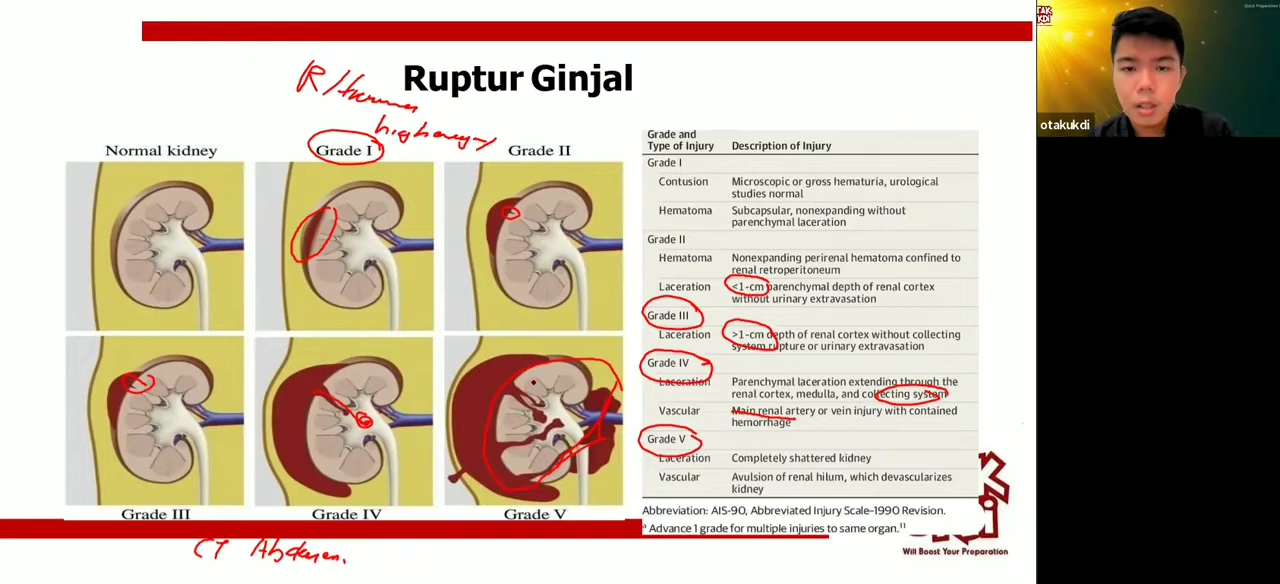 Ruptur Ginjal
R/ trauma
high energy
Normal kidney
Grade I
Grade II
Grade III
Grade IV
Grade V
Grade and
Type of Injury Description of Injury
Grade I
Contusion Microscopic or gross hematuria, urological
studies normal
Hematoma Subcapsular, nonexpanding without
parenchymal laceration
Grade II
Hematoma Nonexpanding perirenal hematoma confined to
renal retroperitoneum
Laceration <1-cm parenchymal depth of renal cortex
without urinary extravasation
Grade III
Laceration >1-cm depth of renal cortex without collecting
system rupture or urinary extravasation
Grade IV
Laceration Parenchymal laceration extending through the
renal cortex, medulla, and collecting system
Vascular Main renal artery or vein injury with contained
hemorrhage
Grade V
Laceration Completely shattered kidney
Vascular Avulsion of renal hilum, which devascularizes
kidney
Abbreviation: AIS-90, Abbreviated Injury Scale–1990 Revision.
a Advance 1 grade for multiple injuries to same organ.11
CT Abdomen.
Will Boost Your Preparation
otakukdi